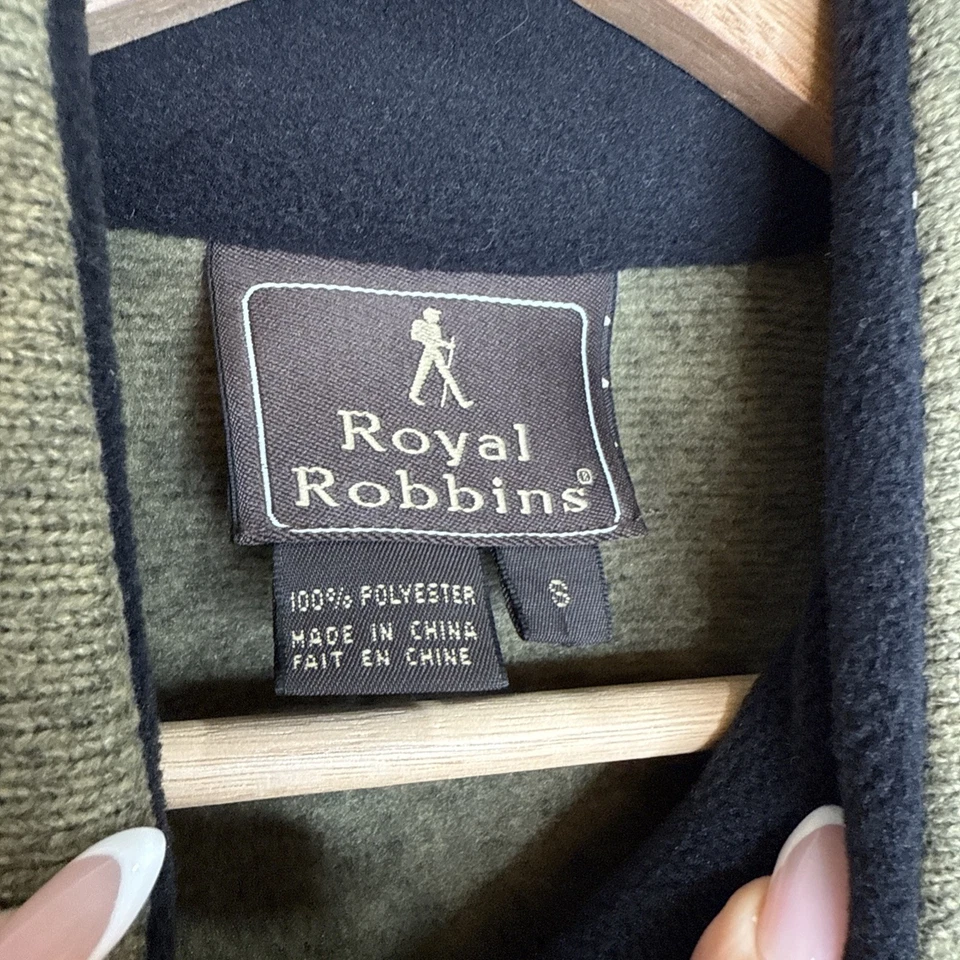 Royal
Robbins®
100% POLYESTER
MADE IN CHINA
FAIT EN CHINE
S